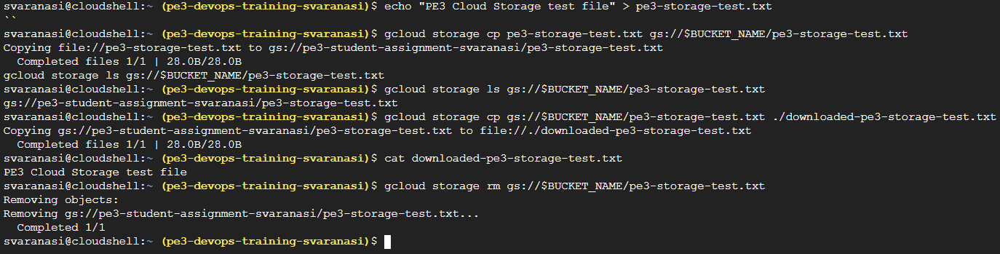 svaranasi@cloudshell:~ (pe3-devops-training-svaranasi)$ echo "PE3 Cloud Storage test file" > pe3-storage-test.txt
``
svaranasi@cloudshell:~ (pe3-devops-training-svaranasi)$ gcloud storage cp pe3-storage-test.txt gs://$BUCKET_NAME/pe3-storage-test.txt
Copying file://pe3-storage-test.txt to gs://pe3-student-assignment-svaranasi/pe3-storage-test.txt
  Completed files 1/1 | 28.0B/28.0B
gcloud storage ls gs://$BUCKET_NAME/pe3-storage-test.txt
svaranasi@cloudshell:~ (pe3-devops-training-svaranasi)$ gcloud storage ls gs://$BUCKET_NAME/pe3-storage-test.txt
gs://pe3-student-assignment-svaranasi/pe3-storage-test.txt
svaranasi@cloudshell:~ (pe3-devops-training-svaranasi)$ gcloud storage cp gs://$BUCKET_NAME/pe3-storage-test.txt ./downloaded-pe3-storage-test.txt
Copying gs://pe3-student-assignment-svaranasi/pe3-storage-test.txt to file://./downloaded-pe3-storage-test.txt
  Completed files 1/1 | 28.0B/28.0B
svaranasi@cloudshell:~ (pe3-devops-training-svaranasi)$ cat downloaded-pe3-storage-test.txt
PE3 Cloud Storage test file
svaranasi@cloudshell:~ (pe3-devops-training-svaranasi)$ gcloud storage rm gs://$BUCKET_NAME/pe3-storage-test.txt
Removing objects:
Removing gs://pe3-student-assignment-svaranasi/pe3-storage-test.txt...
  Completed 1/1
svaranasi@cloudshell:~ (pe3-devops-training-svaranasi)$